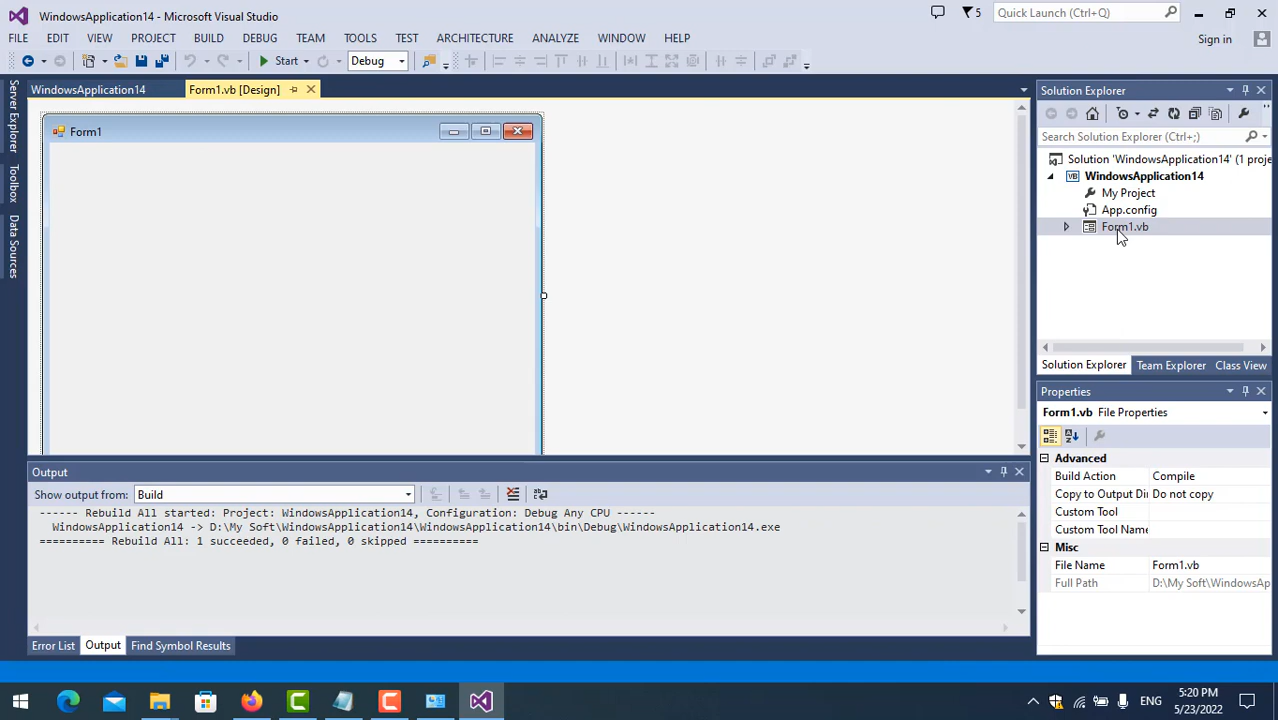 WindowsApplication14 - Microsoft Visual Studio
5
Quick Launch (Ctrl+Q)
FILE EDIT VIEW PROJECT BUILD DEBUG TEAM TOOLS TEST ARCHITECTURE ANALYZE WINDOW HELP
Sign in
Start
Debug
Server Explorer
Toolbox
Data Sources
WindowsApplication14
Form1.vb [Design]
Form1
Solution Explorer
Search Solution Explorer (Ctrl+;)
Solution 'WindowsApplication14' (1 proje
VB WindowsApplication14
My Project
App.config
Form1.vb
Solution Explorer Team Explorer Class View
Properties
Form1.vb File Properties
Advanced
Build Action Compile
Copy to Output Di Do not copy
Custom Tool
Custom Tool Name
Misc
File Name Form1.vb
Full Path D:\My Soft\WindowsAp
Output
Show output from: Build
------ Rebuild All started: Project: WindowsApplication14, Configuration: Debug Any CPU ------
WindowsApplication14 -> D:\My Soft\WindowsApplication14\WindowsApplication14\bin\Debug\WindowsApplication14.exe
========== Rebuild All: 1 succeeded, 0 failed, 0 skipped ==========
Error List Output Find Symbol Results
ENG
5:20 PM
5/23/2022